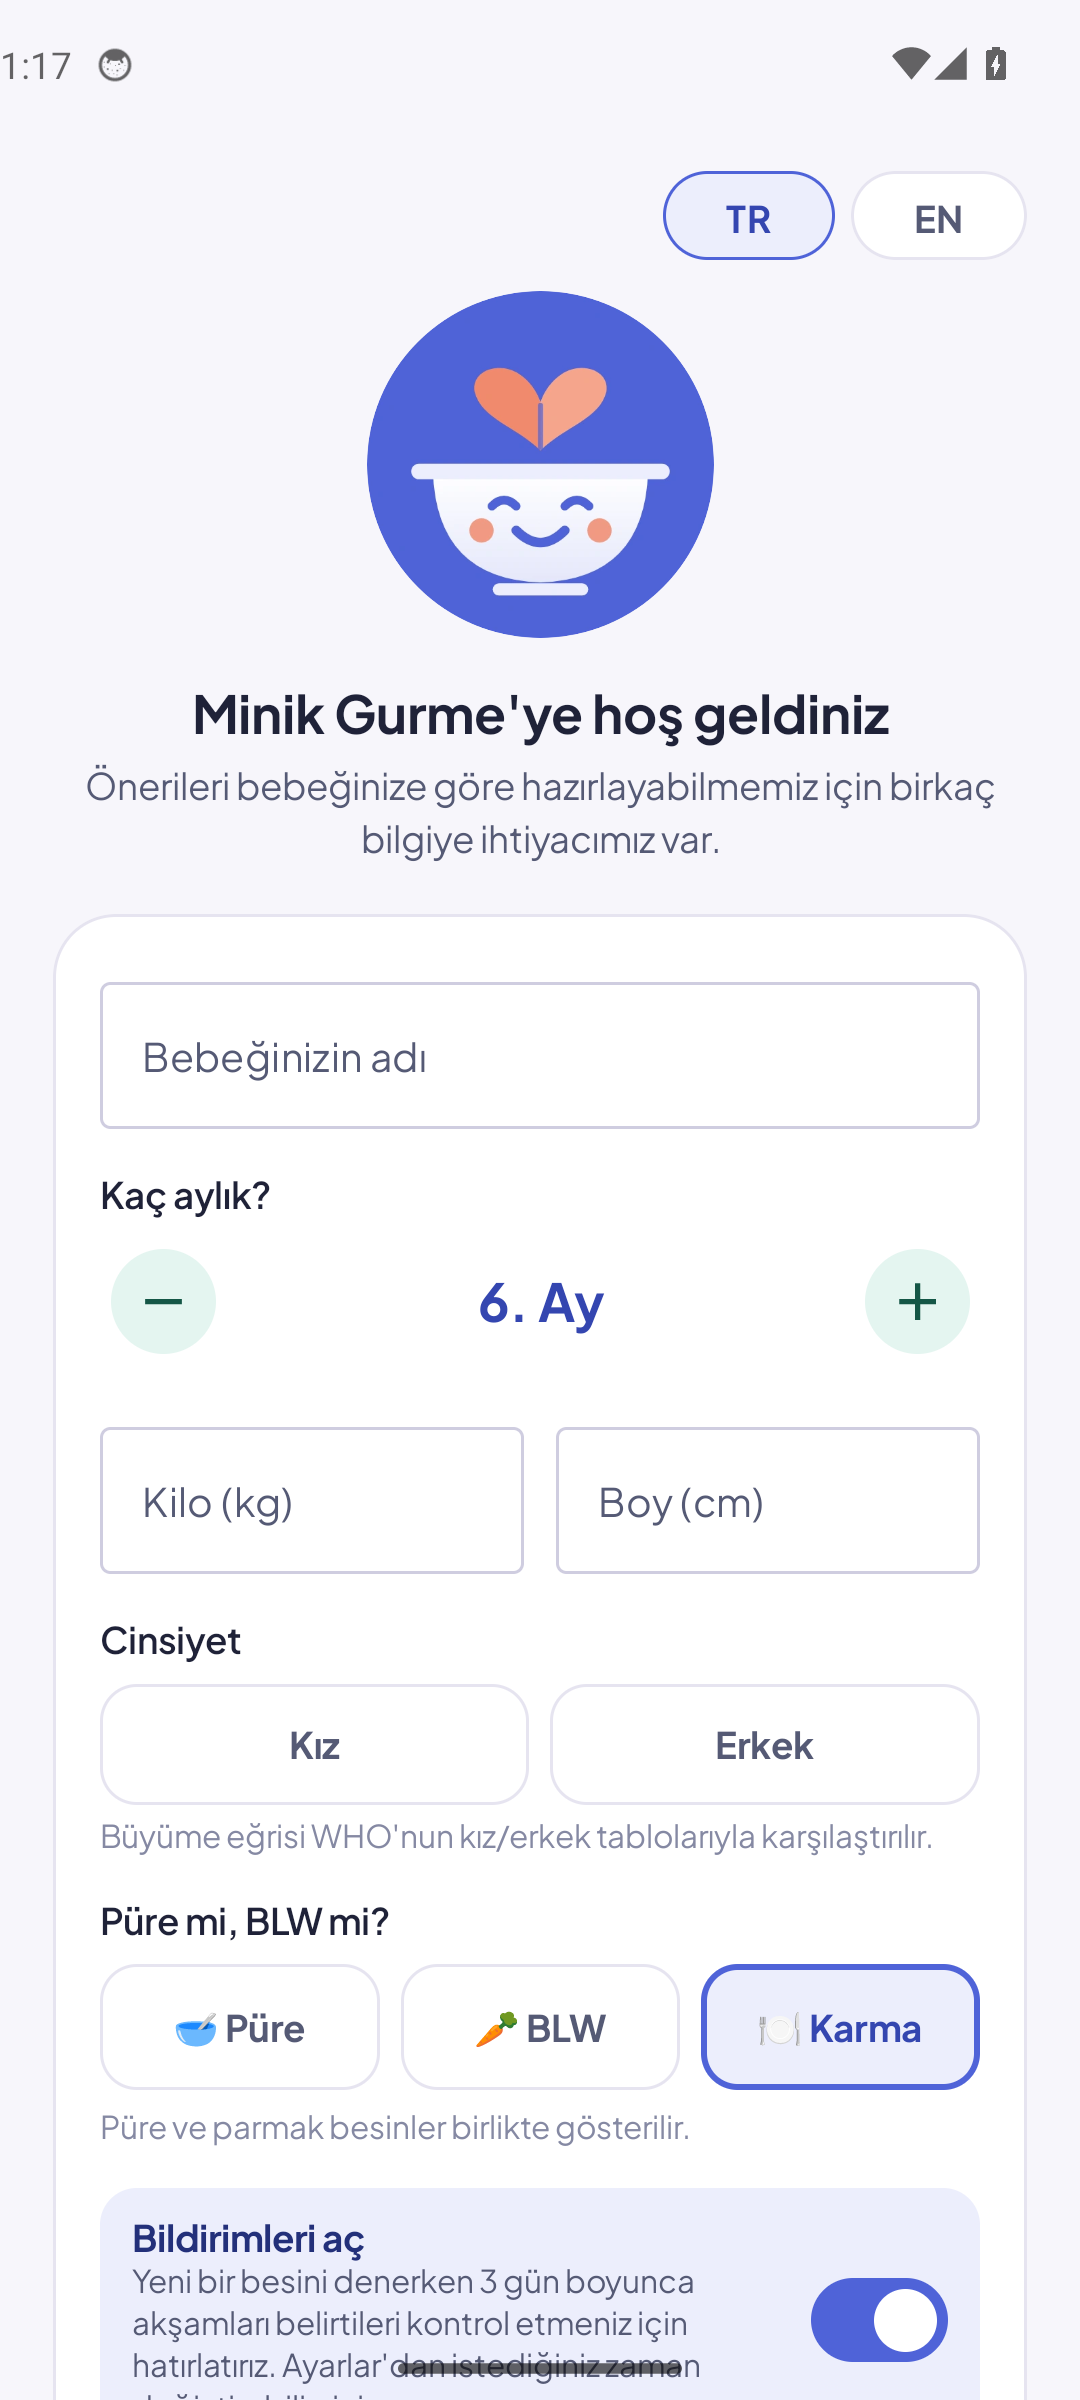 1:17
TR
EN
Minik Gurme'ye hoş geldiniz
Önerileri bebeğinize göre hazırlayabilmemiz için birkaç
bilgiye ihtiyacımız var.
Bebeğinizin adı
Kaç aylık?
6. Ay
Kilo (kg)
Boy (cm)
Cinsiyet
Kız
Erkek
Büyüme eğrisi WHO'nun kız/erkek tablolarıyla karşılaştırılır.
Püre mi, BLW mi?
Püre
BLW
Karma
Püre ve parmak besinler birlikte gösterilir.
Bildirimleri aç
Yeni bir besini denerken 3 gün boyunca
akşamları belirtileri kontrol etmeniz için
hatırlatırız. Ayarlar'dan istediğiniz zaman